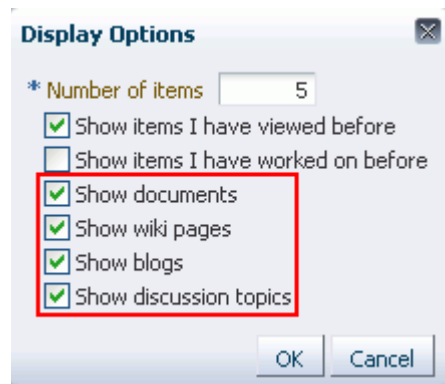 Display Options
* Number of items 5
Show items I have viewed before
Show items I have worked on before
Show documents
Show wiki pages
Show blogs
Show discussion topics
OK Cancel